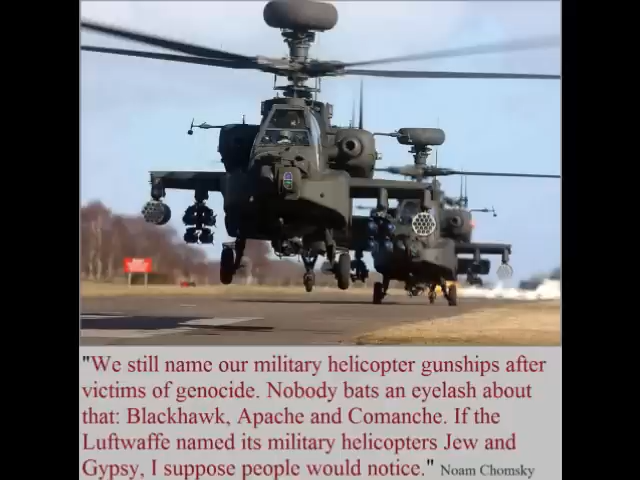 "We still name our military helicopter gunships after
victims of genocide. Nobody bats an eyelash about
that: Blackhawk, Apache and Comanche. If the
Luftwaffe named its military helicopters Jew and
Gypsy, I suppose people would notice." Noam Chomsky